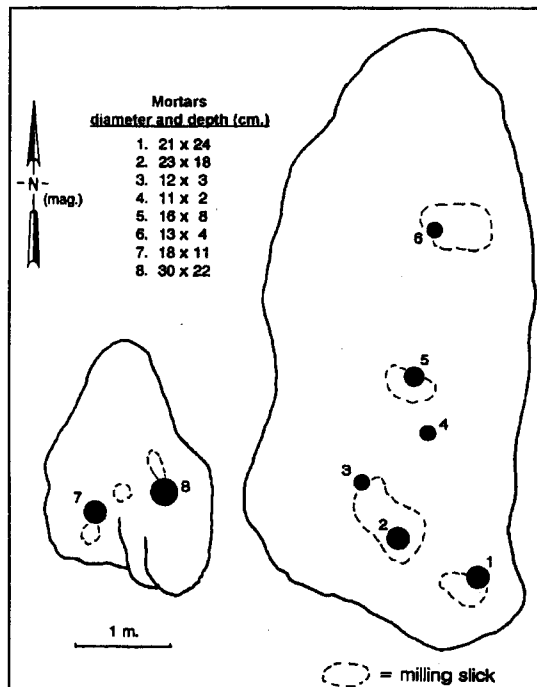 Mortars
diameter and depth (cm.)
1. 21 x 24
2. 23 x 18
3. 12 x 3
4. 11 x 2
5. 16 x 8
6. 13 x 4
7. 18 x 11
8. 30 x 22
-N-
(mag.)
6
5
4
3
2
1
7
8
1 m.
= milling slick